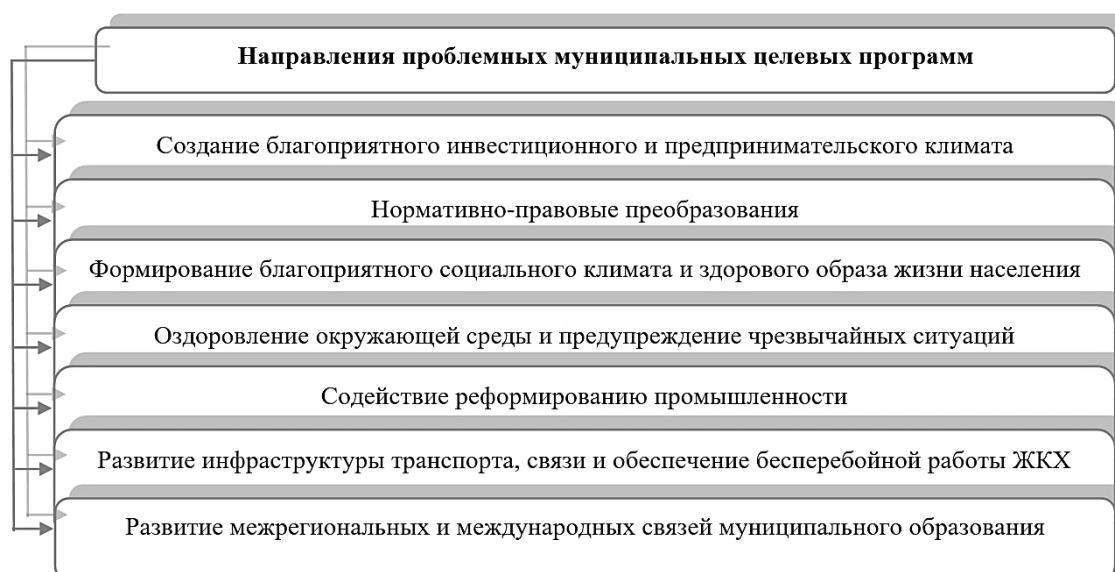 Направления проблемных муниципальных целевых программ
Создание благоприятного инвестиционного и предпринимательского климата
Нормативно-правовые преобразования
Формирование благоприятного социального климата и здорового образа жизни населения
Оздоровление окружающей среды и предупреждение чрезвычайных ситуаций
Содействие реформированию промышленности
Развитие инфраструктуры транспорта, связи и обеспечение бесперебойной работы ЖКХ
Развитие межрегиональных и международных связей муниципального образования